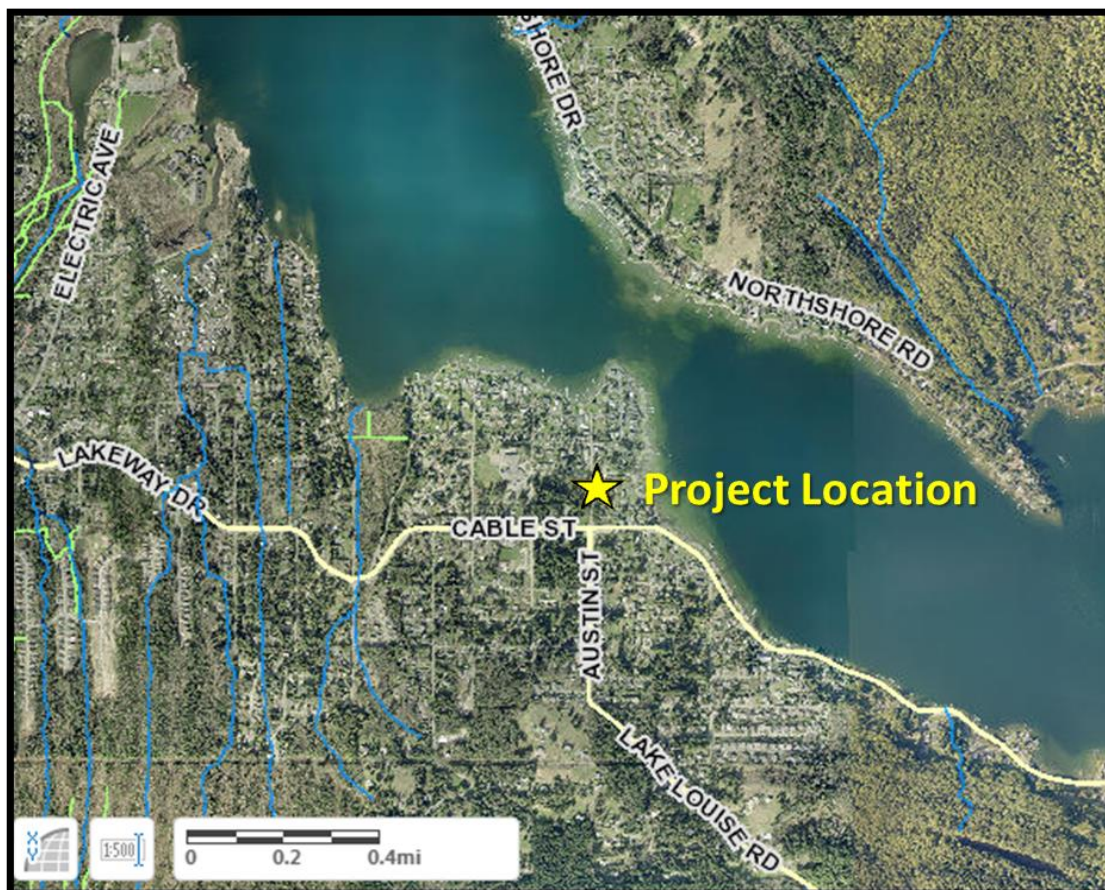 SHORE DR
ELECTRIC AVE
NORTHSHORE RD
LAKEWAY DR
Project Location
CABLE ST
AUSTIN ST
LAKE LOUISE RD
X
Y
1:500
0 0.2 0.4mi